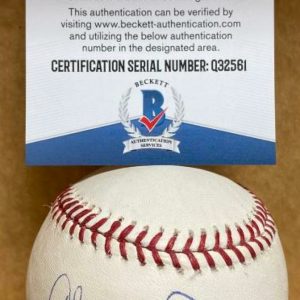 This authentication can be verified by
visiting www.beckett-authentication.com
and utilizing the below authentication
number in the designated area.
CERTIFICATION SERIAL NUMBER: Q32561
BECKETT
B
AUTHENTICATION
SERVICES